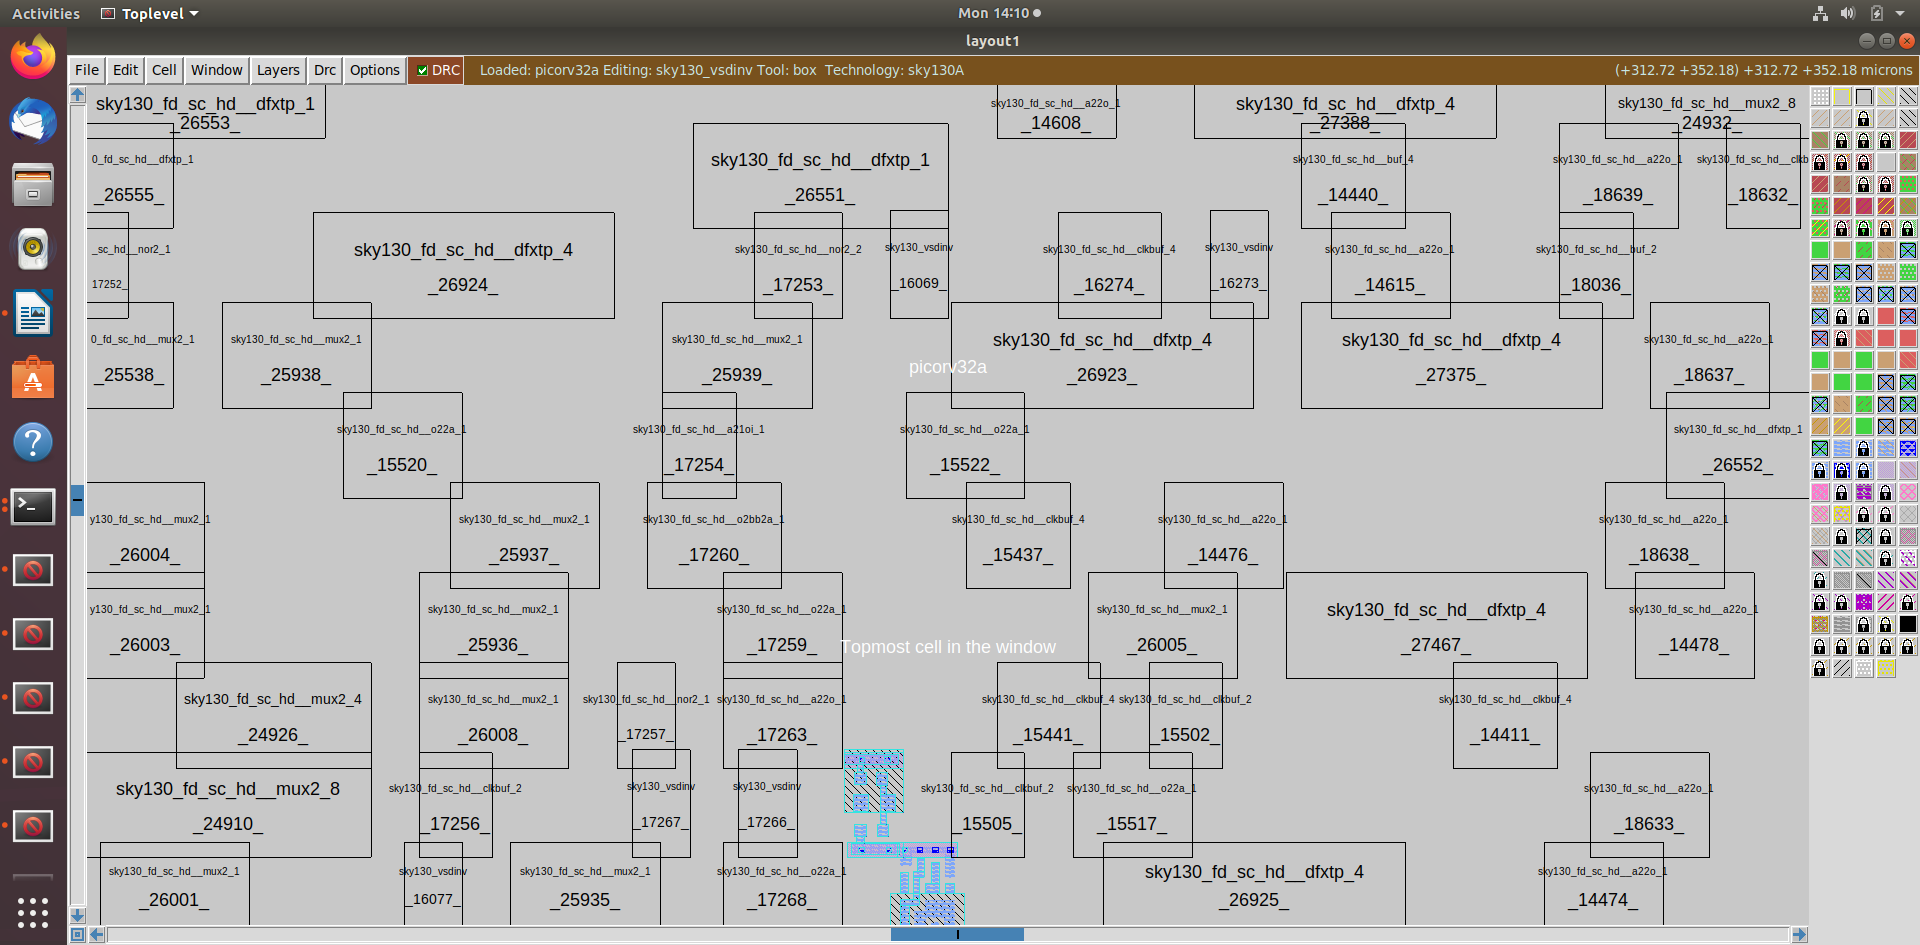 Activities
Toplevel
Mon 14:10
layout1
File Edit Cell Window Layers Drc Options DRC Loaded: picorv32a Editing: sky130_vsdinv Tool: box Technology: sky130A (+312.72 +352.18) +312.72 +352.18 microns
sky130_fd_sc_hd__dfxtp_1
_26553_
sky130_fd_sc_hd__a22o_1
_14608_
sky130_fd_sc_hd__dfxtp_4
_27388_
sky130_fd_sc_hd__mux2_8
_24932_
0_fd_sc_hd__dfxtp_1
_26555_
sky130_fd_sc_hd__dfxtp_1
_26551_
sky130_fd_sc_hd__buf_4
_14440_
sky130_fd_sc_hd__a22o_1
_18639_
sky130_fd_sc_hd__clkb
_18632_
_sc_hd__nor2_1
17252_
sky130_fd_sc_hd__dfxtp_4
_26924_
sky130_fd_sc_hd__nor2_2
_17253_
sky130_vsdinv
_16069_
sky130_fd_sc_hd__clkbuf_4
_16274_
sky130_vsdinv
_16273_
sky130_fd_sc_hd__a22o_1
_14615_
sky130_fd_sc_hd__buf_2
_18036_
0_fd_sc_hd__mux2_1
_25538_
sky130_fd_sc_hd__mux2_1
_25938_
sky130_fd_sc_hd__mux2_1
_25939_
picorv32a
sky130_fd_sc_hd__dfxtp_4
_26923_
sky130_fd_sc_hd__dfxtp_4
_27375_
sky130_fd_sc_hd__a22o_1
_18637_
sky130_fd_sc_hd__o22a_1
_15520_
sky130_fd_sc_hd__a21oi_1
_17254_
sky130_fd_sc_hd__o22a_1
_15522_
sky130_fd_sc_hd__dfxtp_1
_26552_
y130_fd_sc_hd__mux2_1
_26004_
sky130_fd_sc_hd__mux2_1
_25937_
sky130_fd_sc_hd__o2bb2a_1
_17260_
sky130_fd_sc_hd__clkbuf_4
_15437_
sky130_fd_sc_hd__a22o_1
_14476_
sky130_fd_sc_hd__a22o_1
_18638_
y130_fd_sc_hd__mux2_1
_26003_
sky130_fd_sc_hd__mux2_1
_25936_
sky130_fd_sc_hd__o22a_1
_17259_
Topmost cell in the window
sky130_fd_sc_hd__mux2_1
_26005_
sky130_fd_sc_hd__dfxtp_4
_27467_
sky130_fd_sc_hd__a22o_1
_14478_
sky130_fd_sc_hd__mux2_4
_24926_
sky130_fd_sc_hd__mux2_1
_26008_
sky130_fd_sc_hd__nor2_1
_17257_
sky130_fd_sc_hd__a22o_1
_17263_
sky130_fd_sc_hd__clkbuf_4
_15441_
sky130_fd_sc_hd__clkbuf_2
_15502_
sky130_fd_sc_hd__clkbuf_4
_14411_
sky130_fd_sc_hd__mux2_8
_24910_
sky130_fd_sc_hd__clkbuf_2
_17256_
sky130_vsdinv
_17267_
sky130_vsdinv
_17266_
sky130_fd_sc_hd__clkbuf_2
_15505_
sky130_fd_sc_hd__o22a_1
_15517_
sky130_fd_sc_hd__a22o_1
_18633_
sky130_fd_sc_hd__mux2_1
_26001_
sky130_vsdinv
_16077_
sky130_fd_sc_hd__mux2_1
_25935_
sky130_fd_sc_hd__o22a_1
_17268_
sky130_fd_sc_hd__dfxtp_4
_26925_
sky130_fd_sc_hd__a22o_1
_14474_